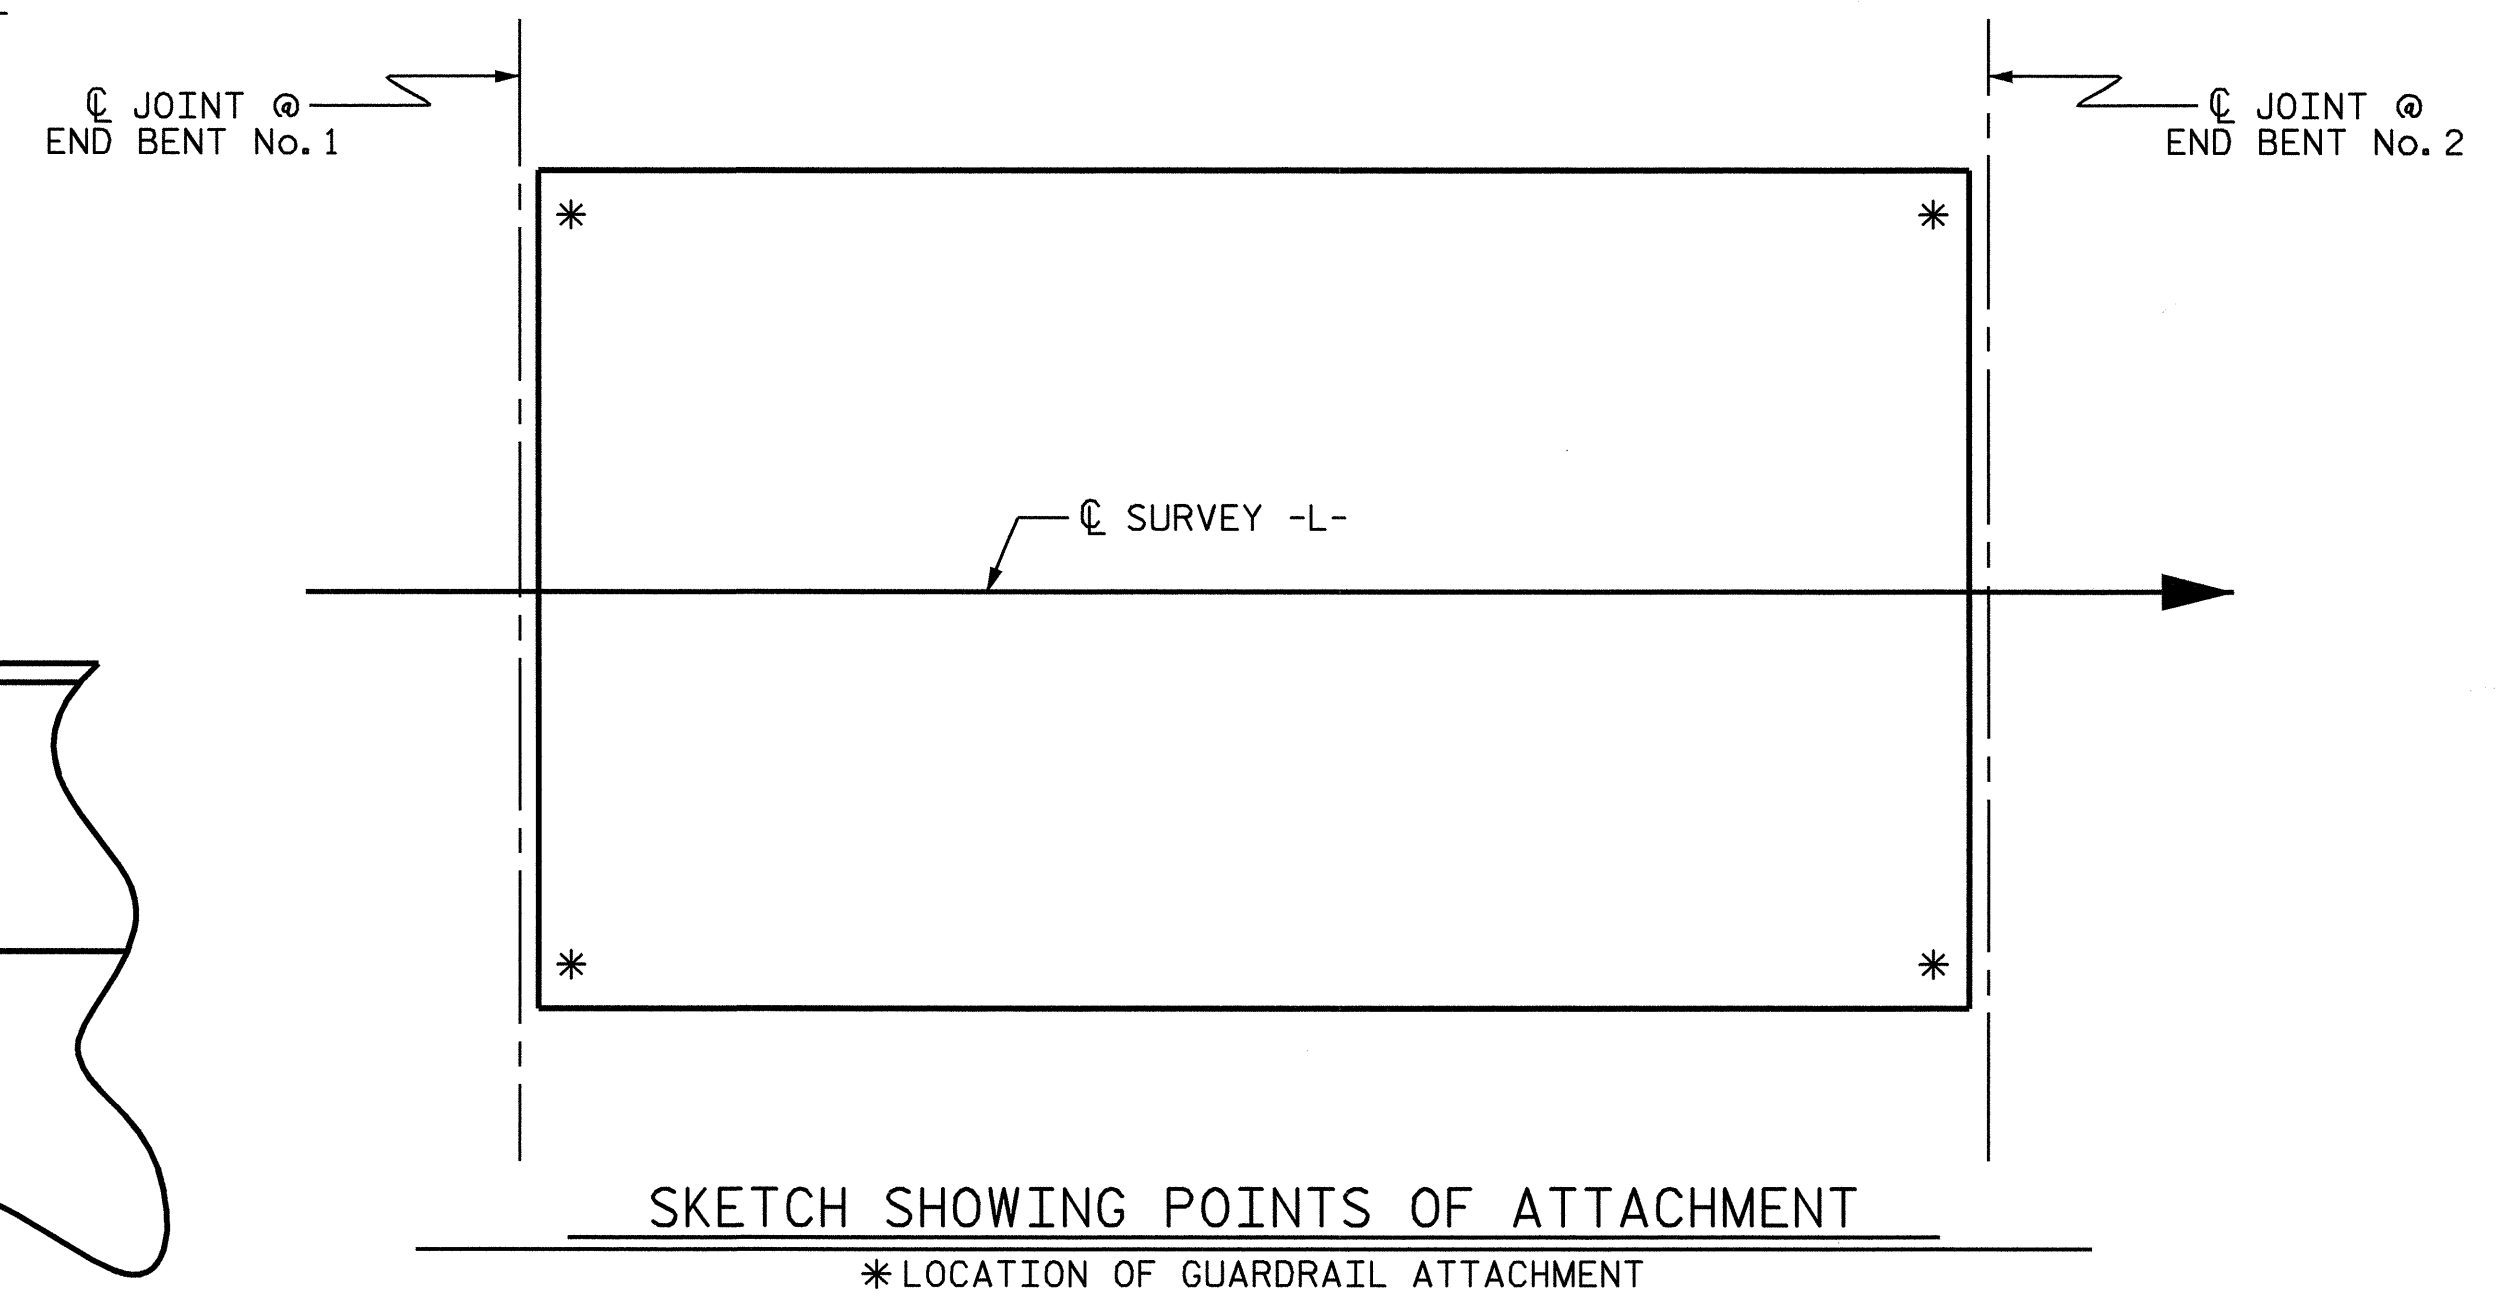 ℄ JOINT @
END BENT No. 1
℄ JOINT @
END BENT No. 2
*
*
℄ SURVEY -L-
*
*
SKETCH SHOWING POINTS OF ATTACHMENT
* LOCATION OF GUARDRAIL ATTACHMENT